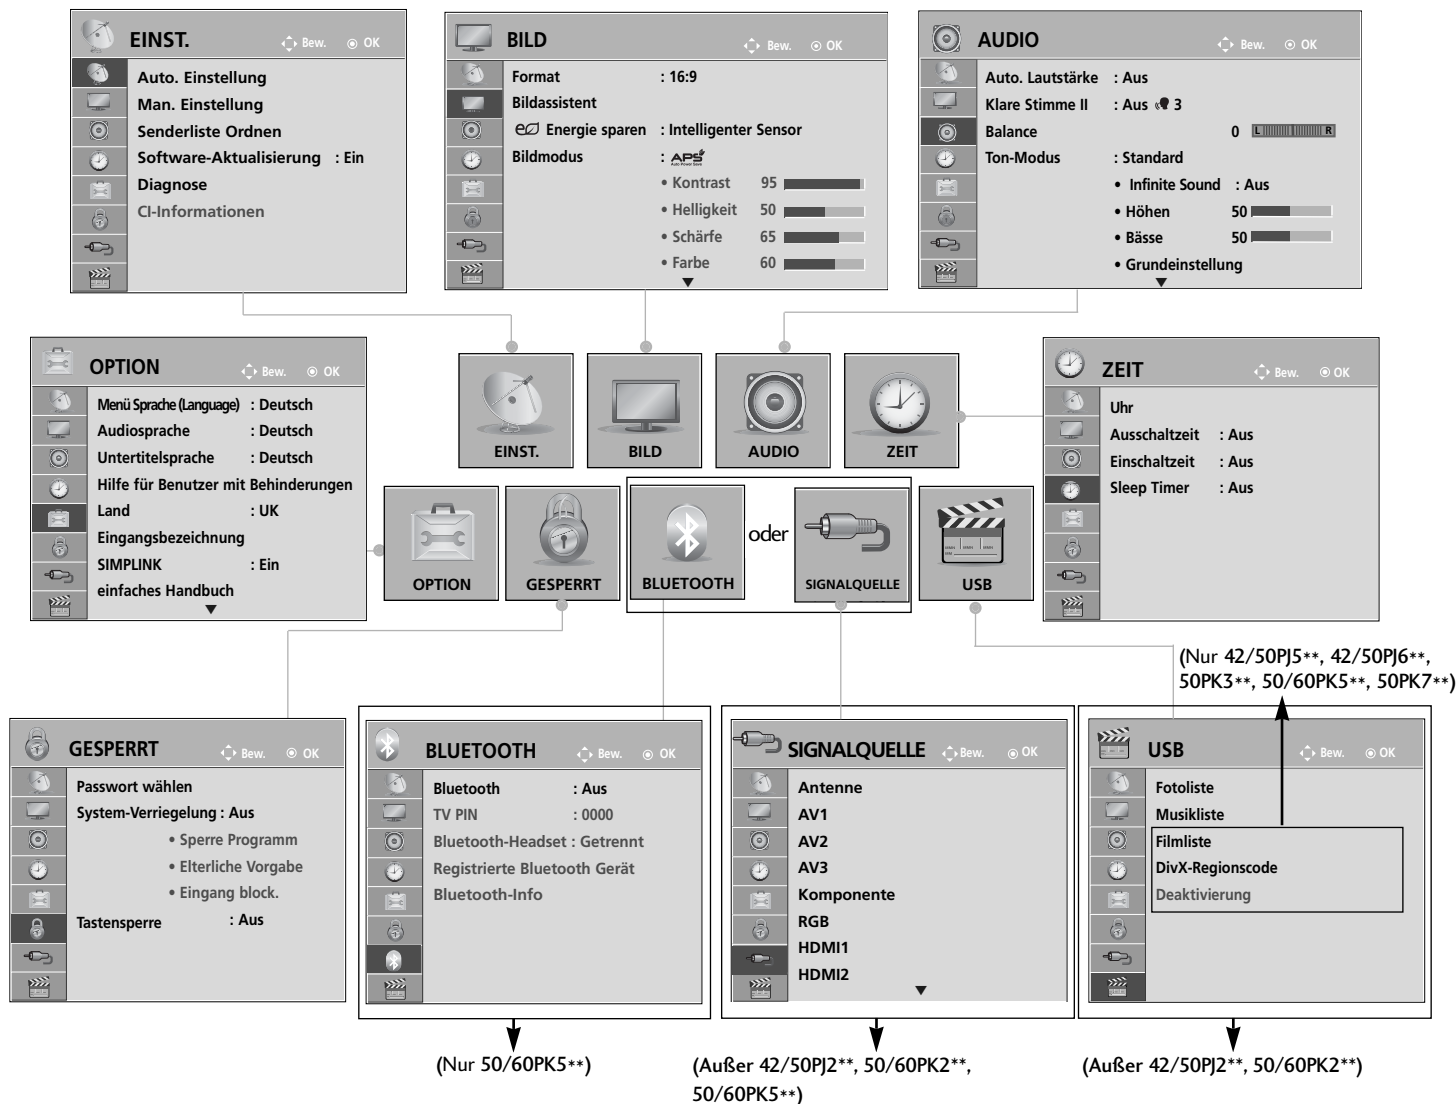 EINST.
Bew. OK
Auto. Einstellung
Man. Einstellung
Senderliste Ordnen
Software-Aktualisierung : Ein
Diagnose
CI-Informationen
BILD
Bew. OK
Format : 16:9
Bildassistent
Energie sparen : Intelligenter Sensor
Bildmodus : APS
Auto Power Save
• Kontrast 95
• Helligkeit 50
• Schärfe 65
• Farbe 60
AUDIO
Bew. OK
Auto. Lautstärke : Aus
Klare Stimme II : Aus 3
Balance 0 L R
Ton-Modus : Standard
• Infinite Sound : Aus
• Höhen 50
• Bässe 50
• Grundeinstellung
OPTION
Bew. OK
Menü Sprache (Language) : Deutsch
Audiosprache : Deutsch
Untertitelsprache : Deutsch
Hilfe für Benutzer mit Behinderungen
Land : UK
Eingangsbezeichnung
SIMPLINK : Ein
einfaches Handbuch
EINST.
BILD
AUDIO
ZEIT
OPTION
GESPERRT
BLUETOOTH
oder
SIGNALQUELLE
USB
ZEIT
Bew. OK
Uhr
Ausschaltzeit : Aus
Einschaltzeit : Aus
Sleep Timer : Aus
(Nur 42/50PJ5**, 42/50PJ6**,
50PK3**, 50/60PK5**, 50PK7**)
GESPERRT
Bew. OK
Passwort wählen
System-Verriegelung : Aus
• Sperre Programm
• Elterliche Vorgabe
• Eingang block.
Tastensperre : Aus
BLUETOOTH
Bew. OK
Bluetooth : Aus
TV PIN : 0000
Bluetooth-Headset : Getrennt
Registrierte Bluetooth Gerät
Bluetooth-Info
SIGNALQUELLE
Bew. OK
Antenne
AV1
AV2
AV3
Komponente
RGB
HDMI1
HDMI2
USB
Bew. OK
Fotoliste
Musikliste
Filmliste
DivX-Regionscode
Deaktivierung
(Nur 50/60PK5**)
(Außer 42/50PJ2**, 50/60PK2**,
50/60PK5**)
(Außer 42/50PJ2**, 50/60PK2**)